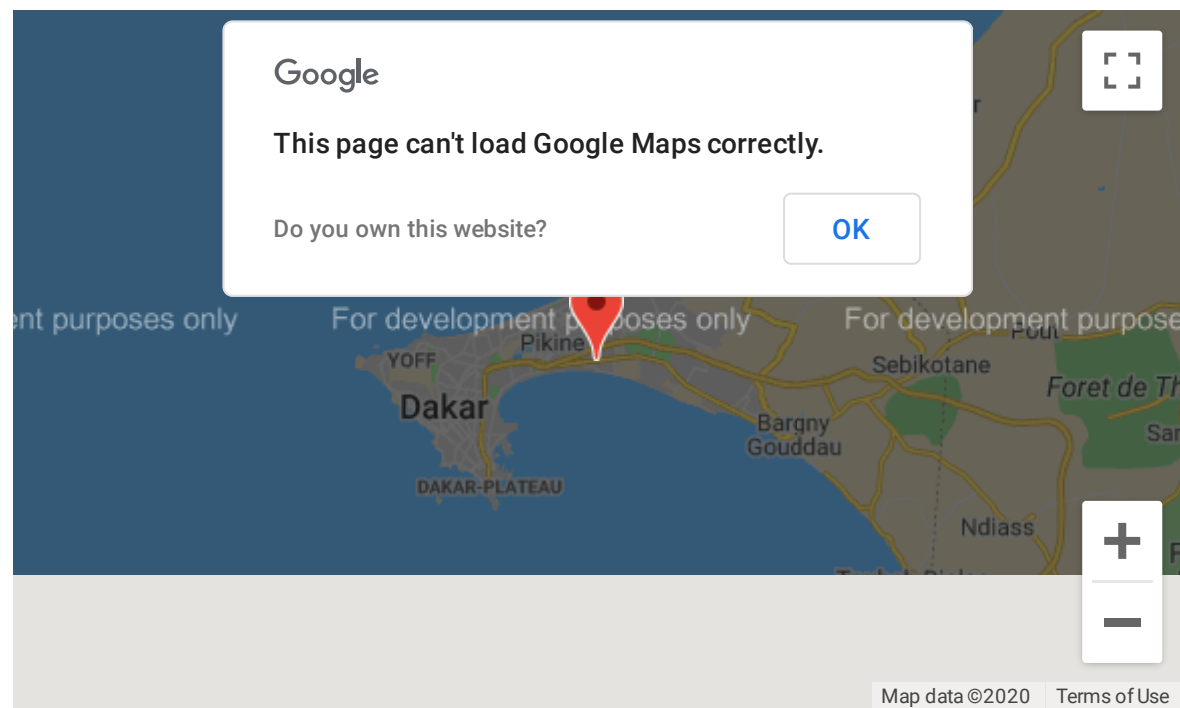 Google
This page can't load Google Maps correctly.
Do you own this website?
OK
ent purposes only
For development purposes only
For development purpose
Pout
Pikine
YOFF
Sebikotane
Foret de Th
Dakar
Bargny
Gouddau
Sar
DAKAR-PLATEAU
Ndiass
Map data ©2020
Terms of Use